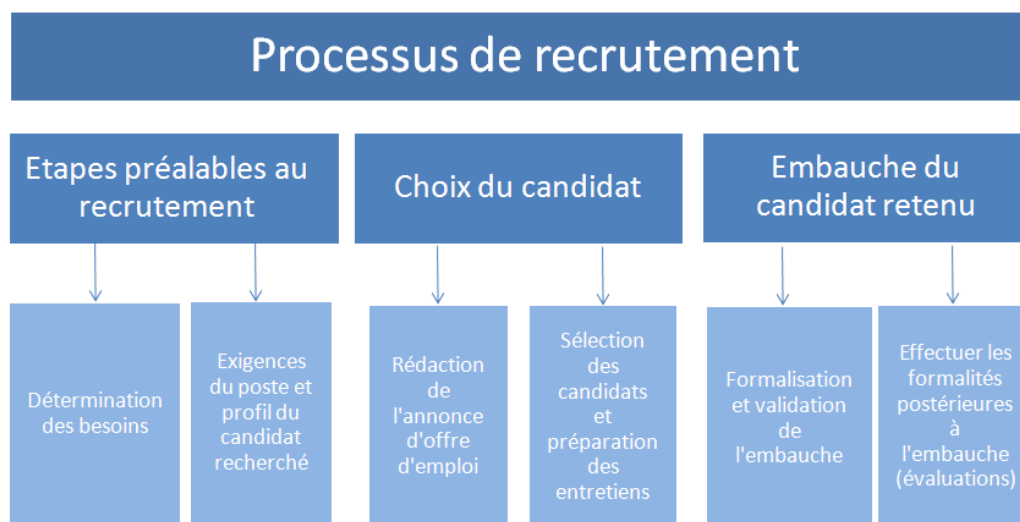 Processus de recrutement
Etapes préalables au
recrutement
Choix du candidat
Embauche du
candidat retenu
Détermination
des besoins
Exigences
du poste et
profil du
candidat
recherché
Rédaction
de
l'annonce
d'offre
d'emploi
Sélection
des
candidats
et
préparation
des
entretiens
Formalisation
et validation
de
l'embauche
Effectuer les
formalités
postérieures
à
l'embauche
(évaluations)